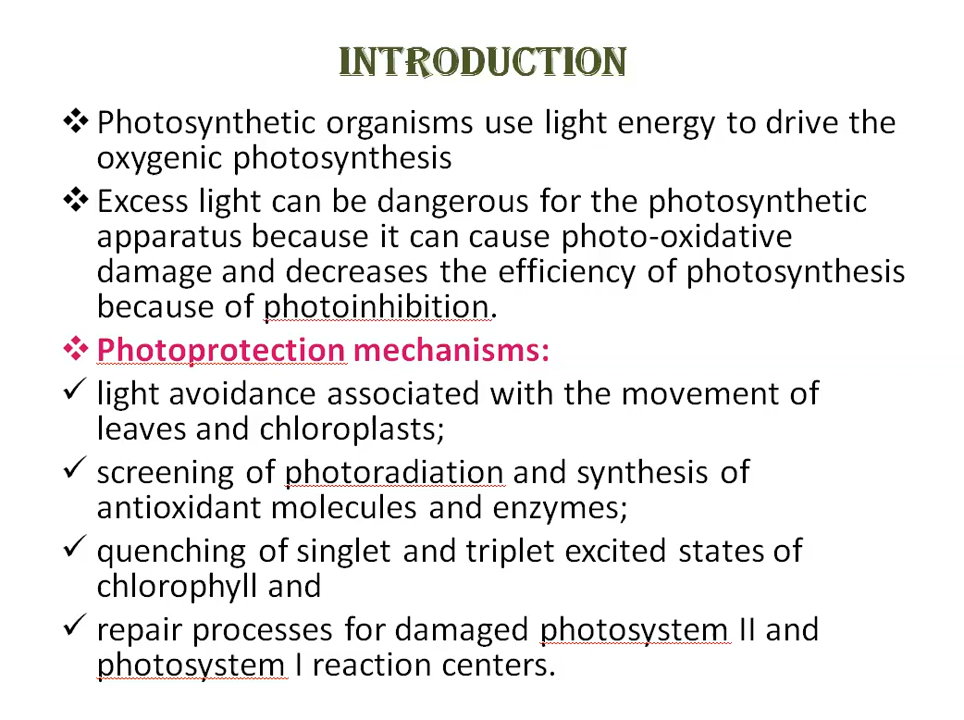 INTRODUCTION
❖ Photosynthetic organisms use light energy to drive the
oxygenic photosynthesis
❖ Excess light can be dangerous for the photosynthetic
apparatus because it can cause photo-oxidative
damage and decreases the efficiency of photosynthesis
because of photoinhibition.
❖ Photoprotection mechanisms:
✓ light avoidance associated with the movement of
leaves and chloroplasts;
✓ screening of photoradiation and synthesis of
antioxidant molecules and enzymes;
✓ quenching of singlet and triplet excited states of
chlorophyll and
✓ repair processes for damaged photosystem II and
photosystem I reaction centers.